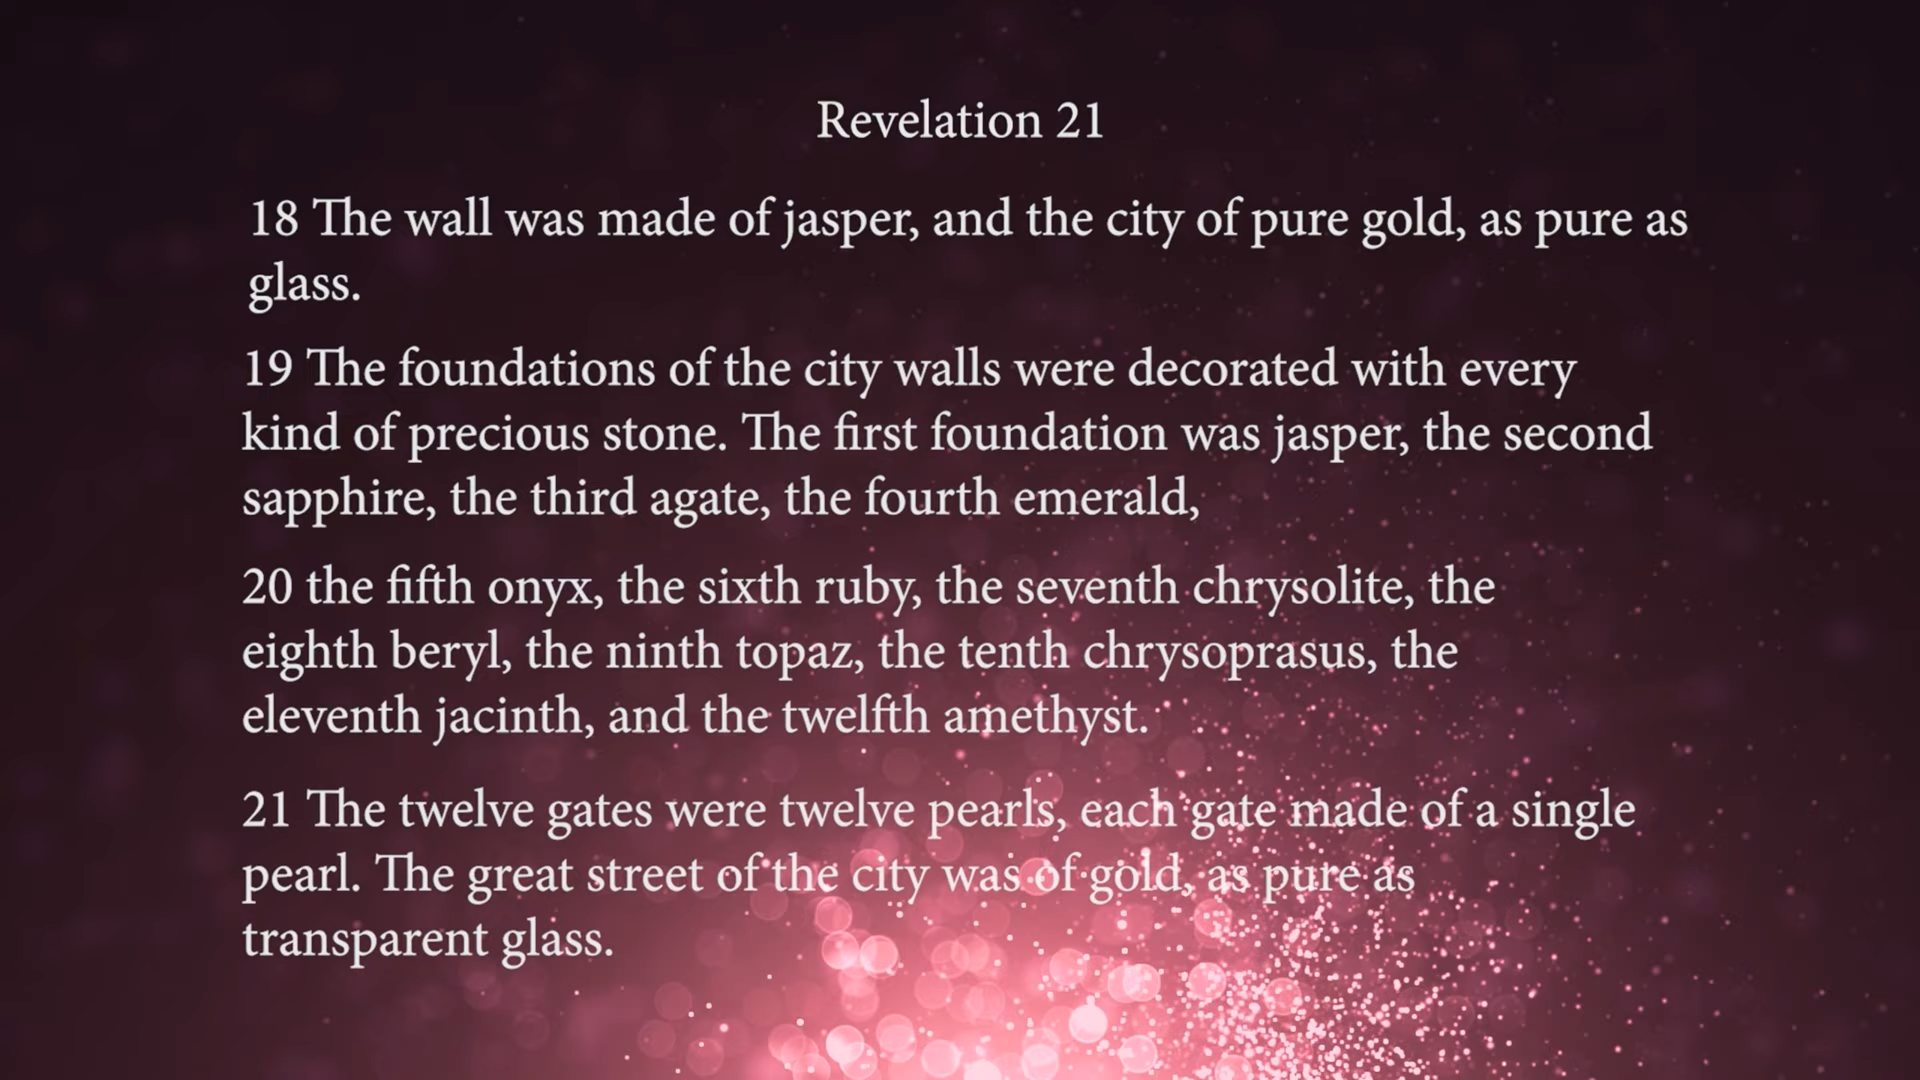 Revelation 21
18 The wall was made of jasper, and the city of pure gold, as pure as
glass.
19 The foundations of the city walls were decorated with every
kind of precious stone. The first foundation was jasper, the second
sapphire, the third agate, the fourth emerald,
20 the fifth onyx, the sixth ruby, the seventh chrysolite, the
eighth beryl, the ninth topaz, the tenth chrysoprasus, the
eleventh jacinth, and the twelfth amethyst.
21 The twelve gates were twelve pearls, each gate made of a single
pearl. The great street of the city was of gold, as pure as
transparent glass.